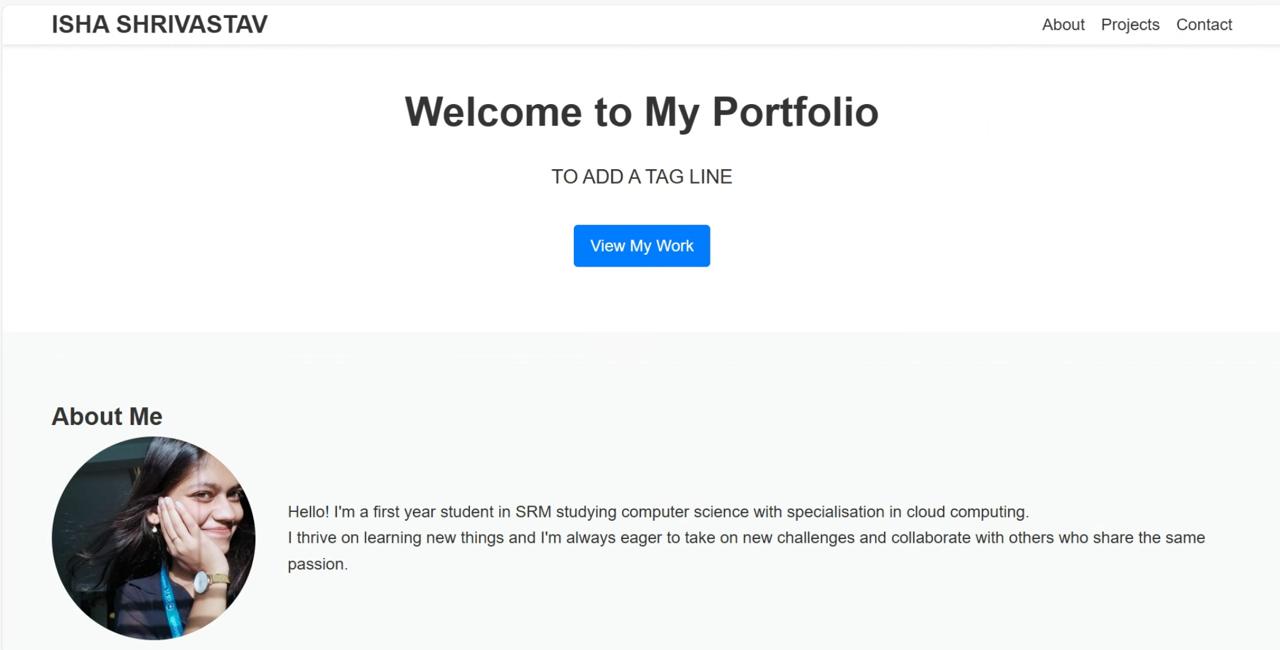 ISHA SHRIVASTAV
About Projects Contact
Welcome to My Portfolio
TO ADD A TAG LINE
View My Work
About Me
Hello! I'm a first year student in SRM studying computer science with specialisation in cloud computing.
I thrive on learning new things and I'm always eager to take on new challenges and collaborate with others who share the same
passion.